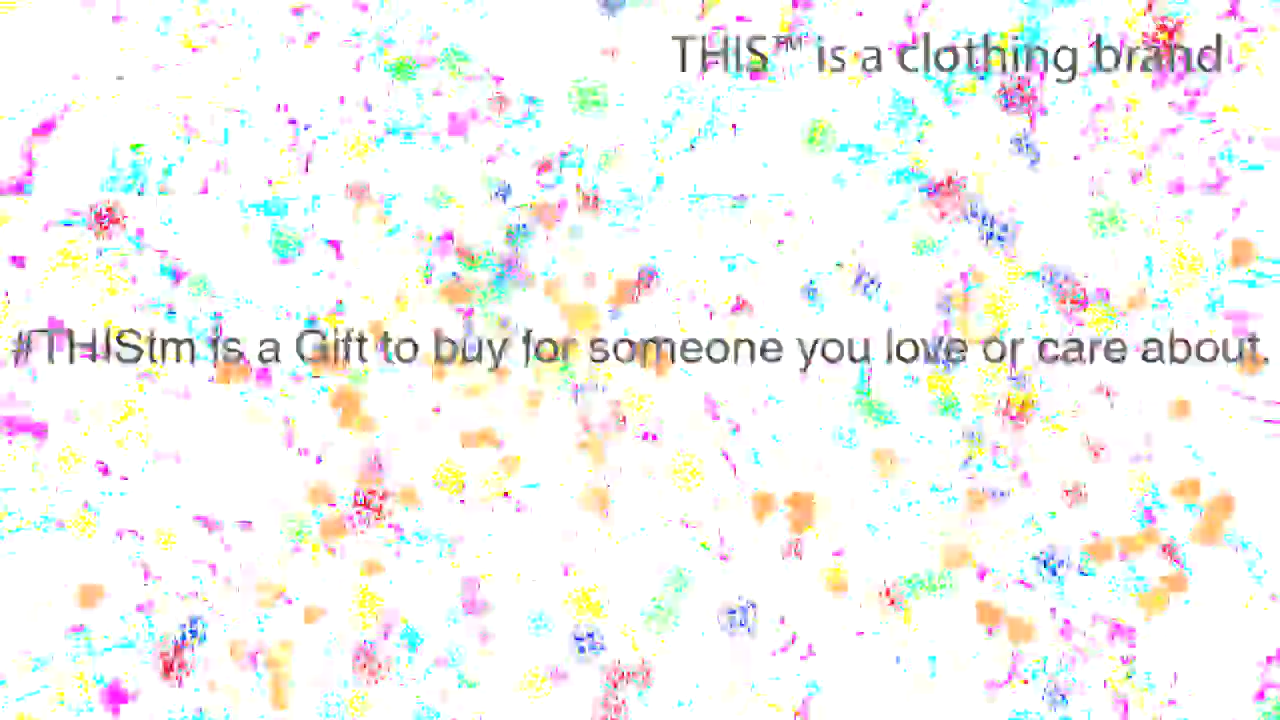 THIS™ is a clothing brand
#THIStm is a Gift to buy for someone you love or care about.